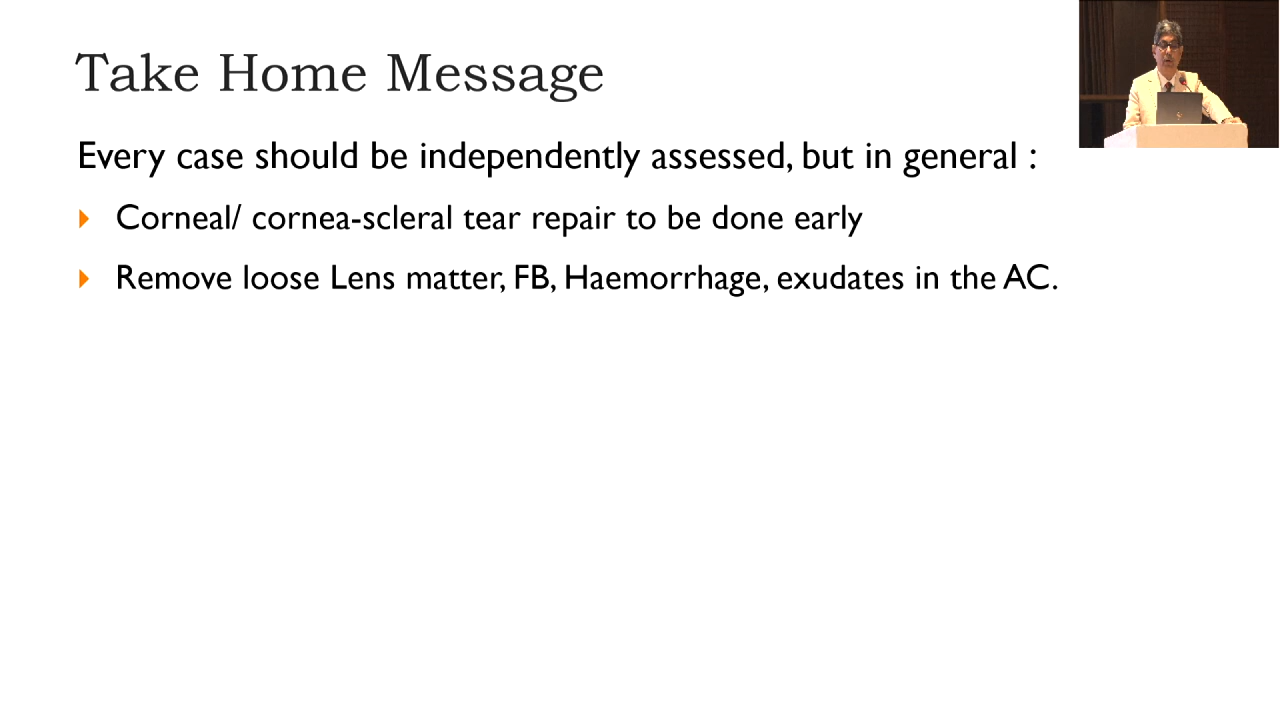 Take Home Message
Every case should be independently assessed, but in general :
Corneal/ cornea-scleral tear repair to be done early
Remove loose Lens matter, FB, Haemorrhage, exudates in the AC.